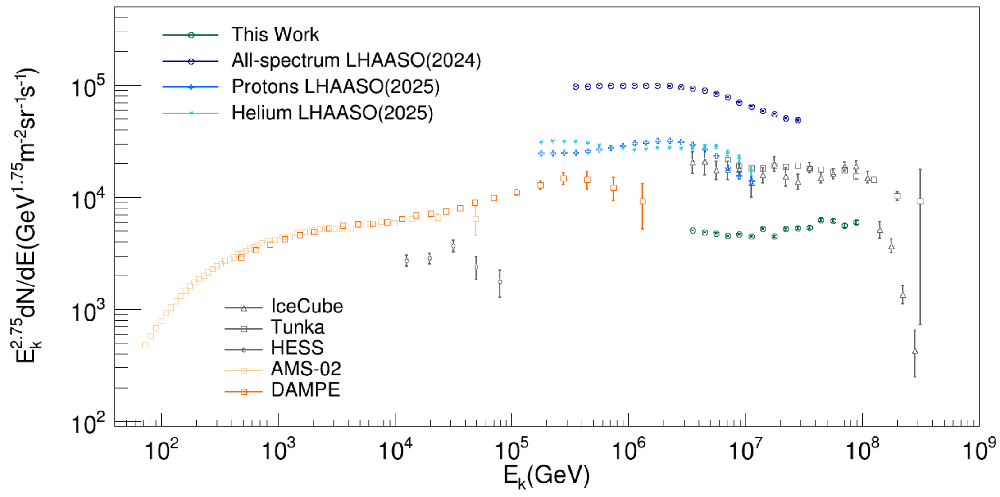 This Work
All-spectrum LHAASO(2024)
Protons LHAASO(2025)
Helium LHAASO(2025)
IceCube
Tunka
HESS
AMS-02
DAMPE
E_k^2.75 dN/dE(GeV^1.75 m^-2 sr^-1 s^-1)
10^5
10^4
10^3
10^2
10^2 10^3 10^4 10^5 10^6 10^7 10^8 10^9
E_k(GeV)